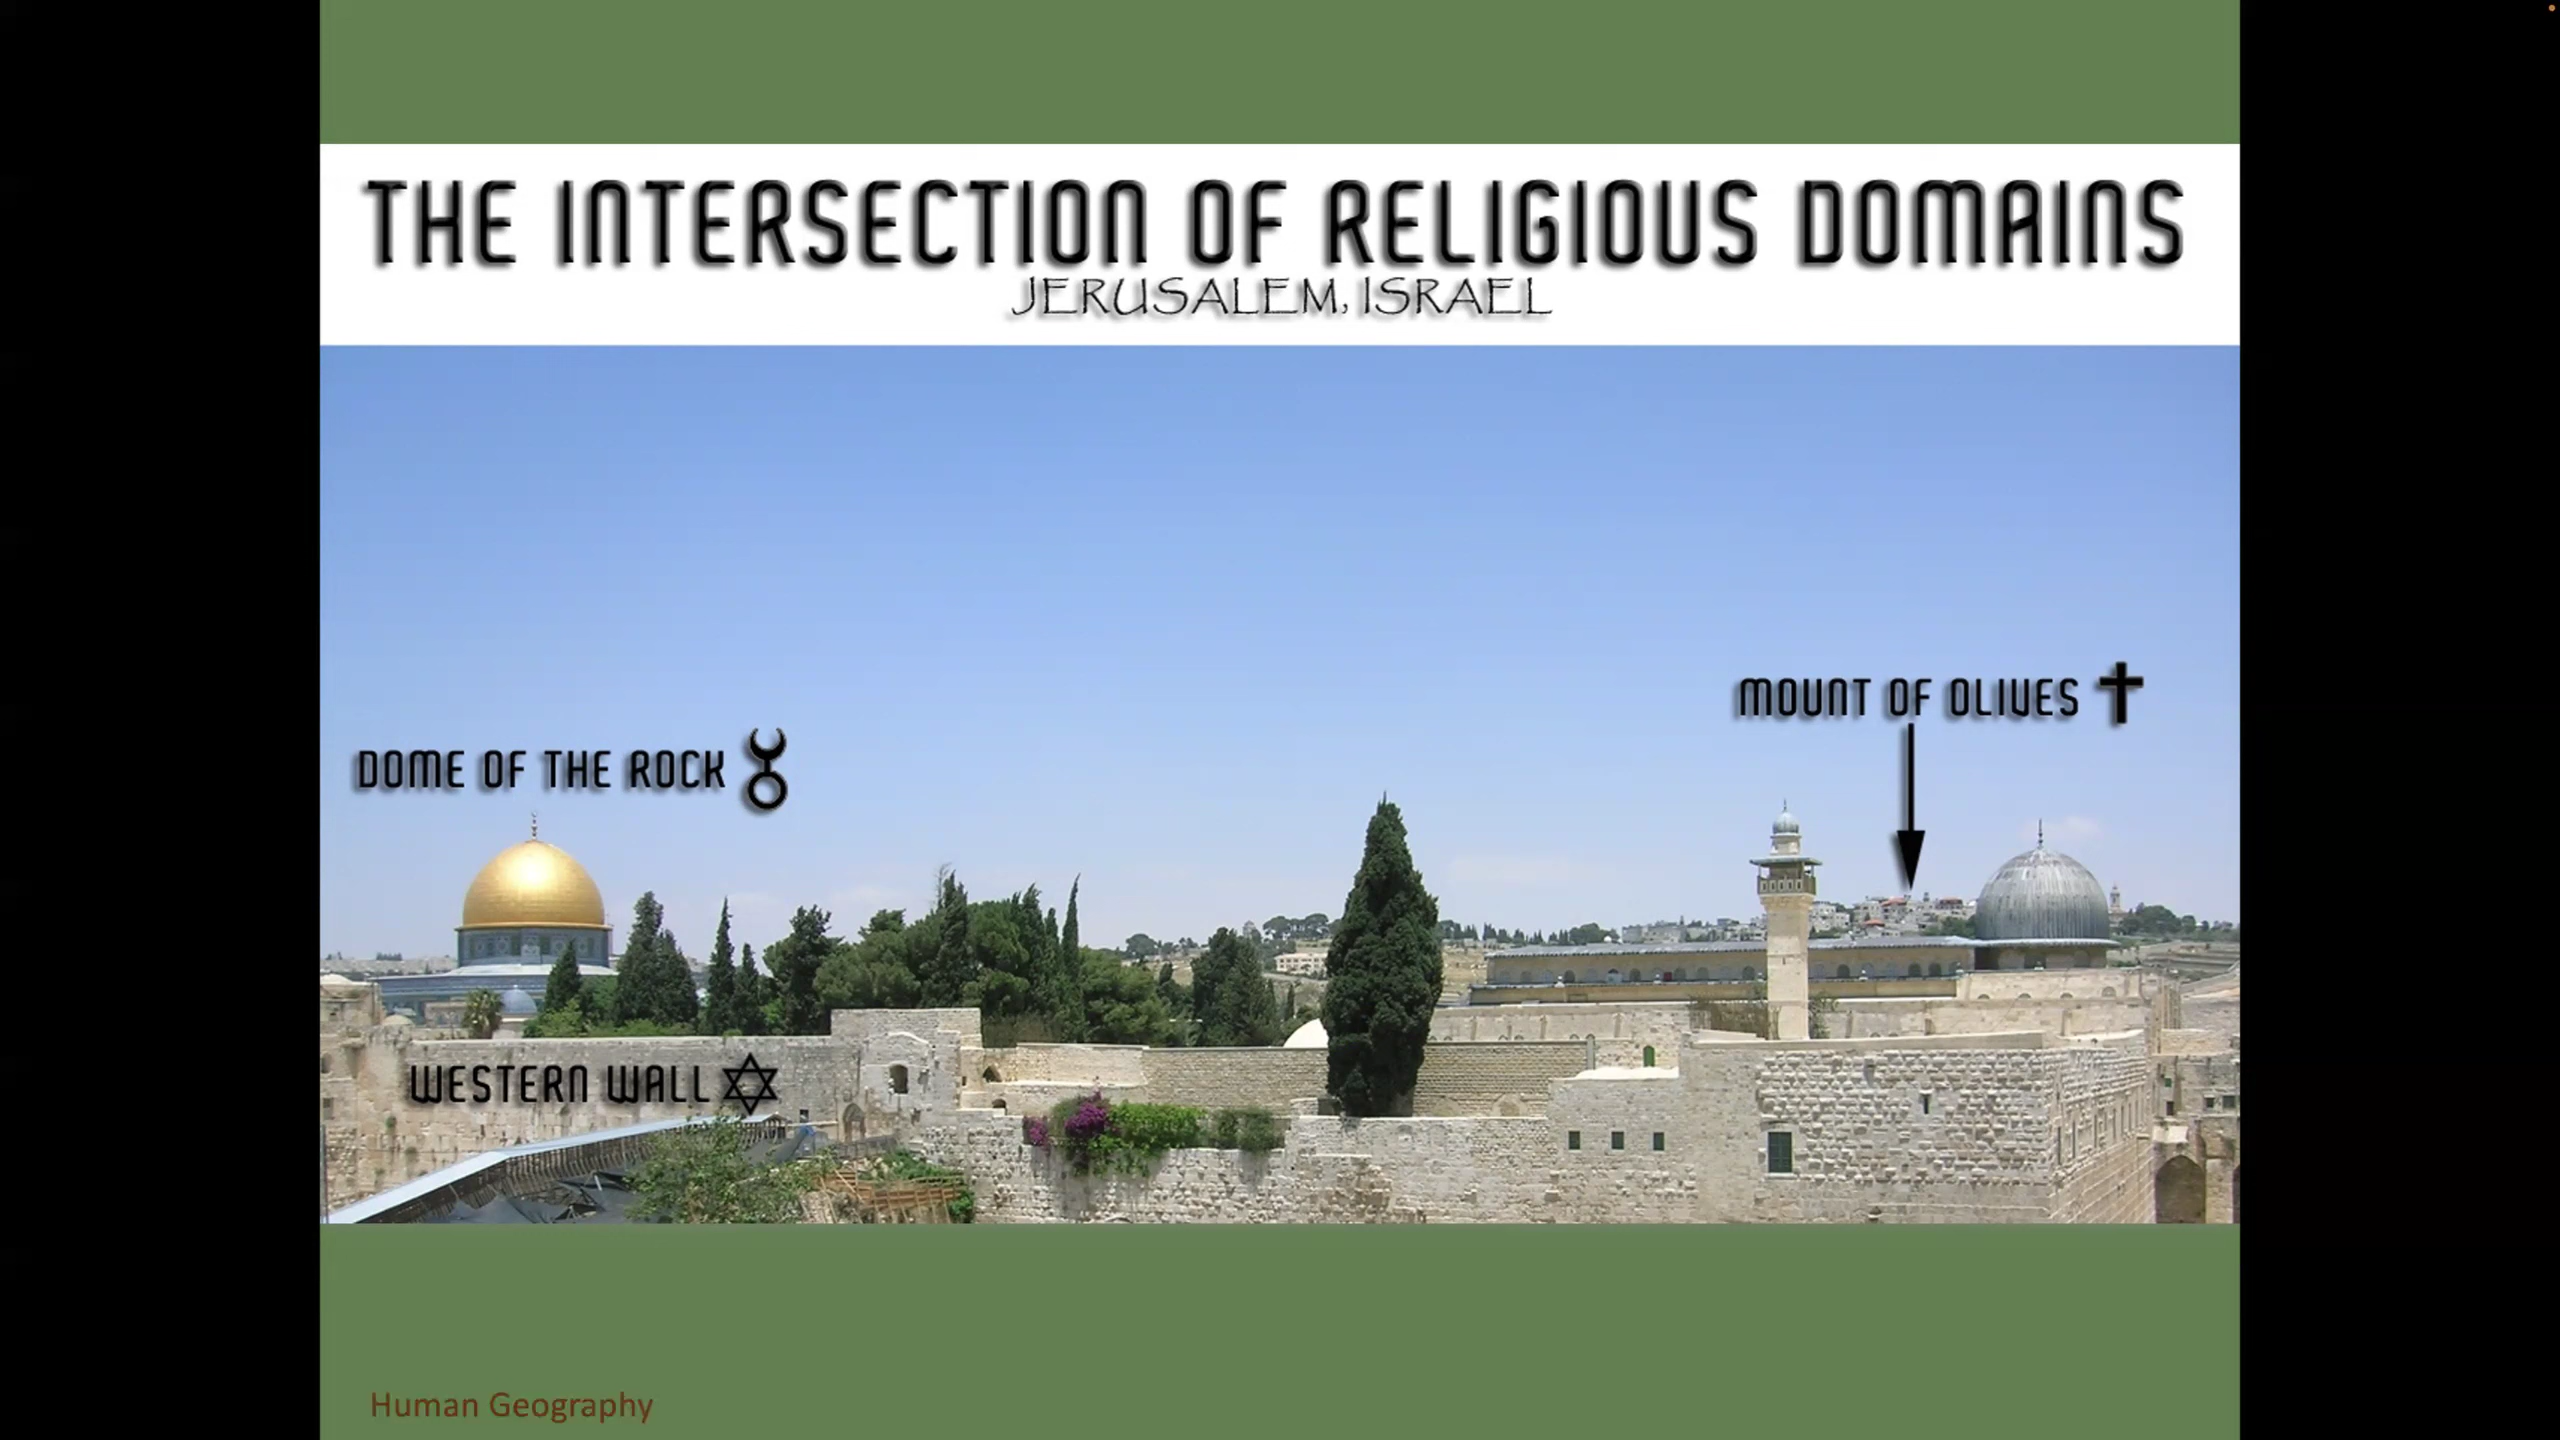 THE INTERSECTION OF RELIGIOUS DOMAINS
JERUSALEM, ISRAEL
MOUNT OF OLIVES
DOME OF THE ROCK
WESTERN WALL
Human Geography